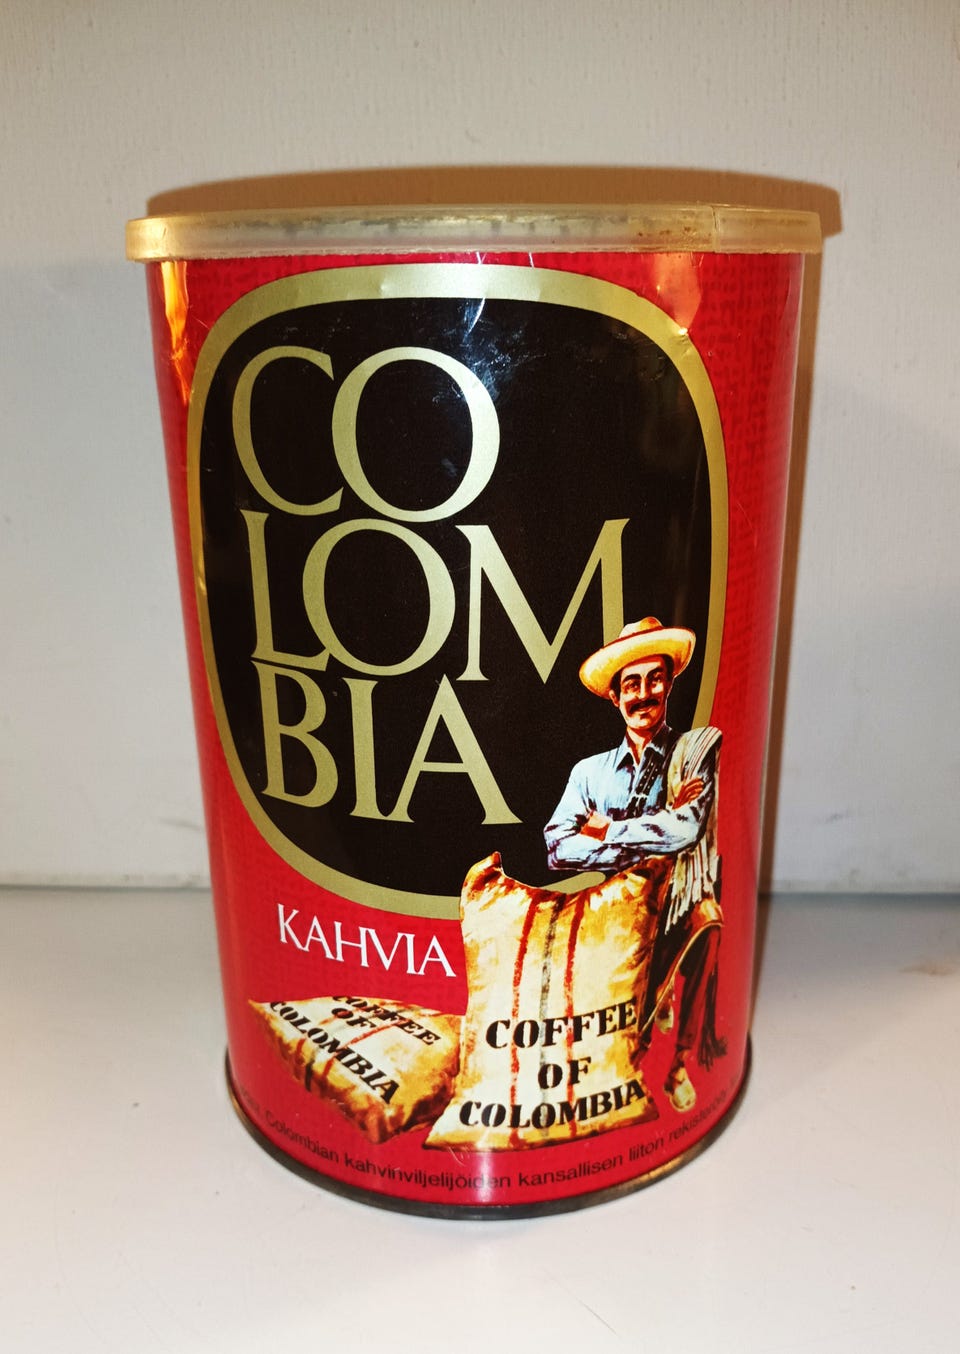 CO
LOM
BIA
KAHVIA
COFFEE
OF
COLOMBIA
COFFEE
OF
COLOMBIA
Colombian kahvinviljelijöiden kansallisen liiton